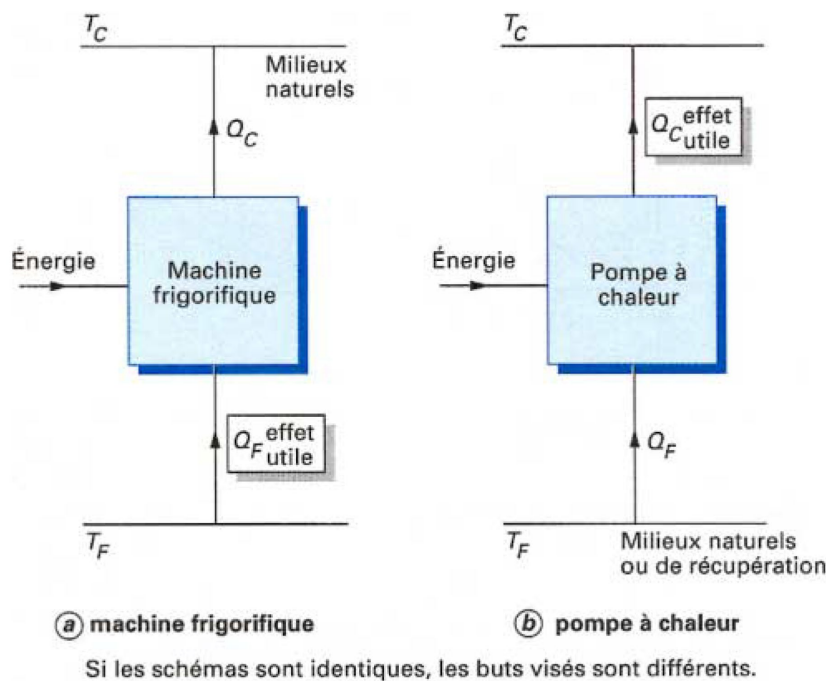 T_C
Milieux
naturels
Q_C
Énergie
Machine
frigorifique
Q_F effet
utile
T_F
ⓐ machine frigorifique
T_C
Q_C effet
utile
Énergie
Pompe à
chaleur
Q_F
T_F
Milieux naturels
ou de récupération
ⓑ pompe à chaleur
Si les schémas sont identiques, les buts visés sont différents.